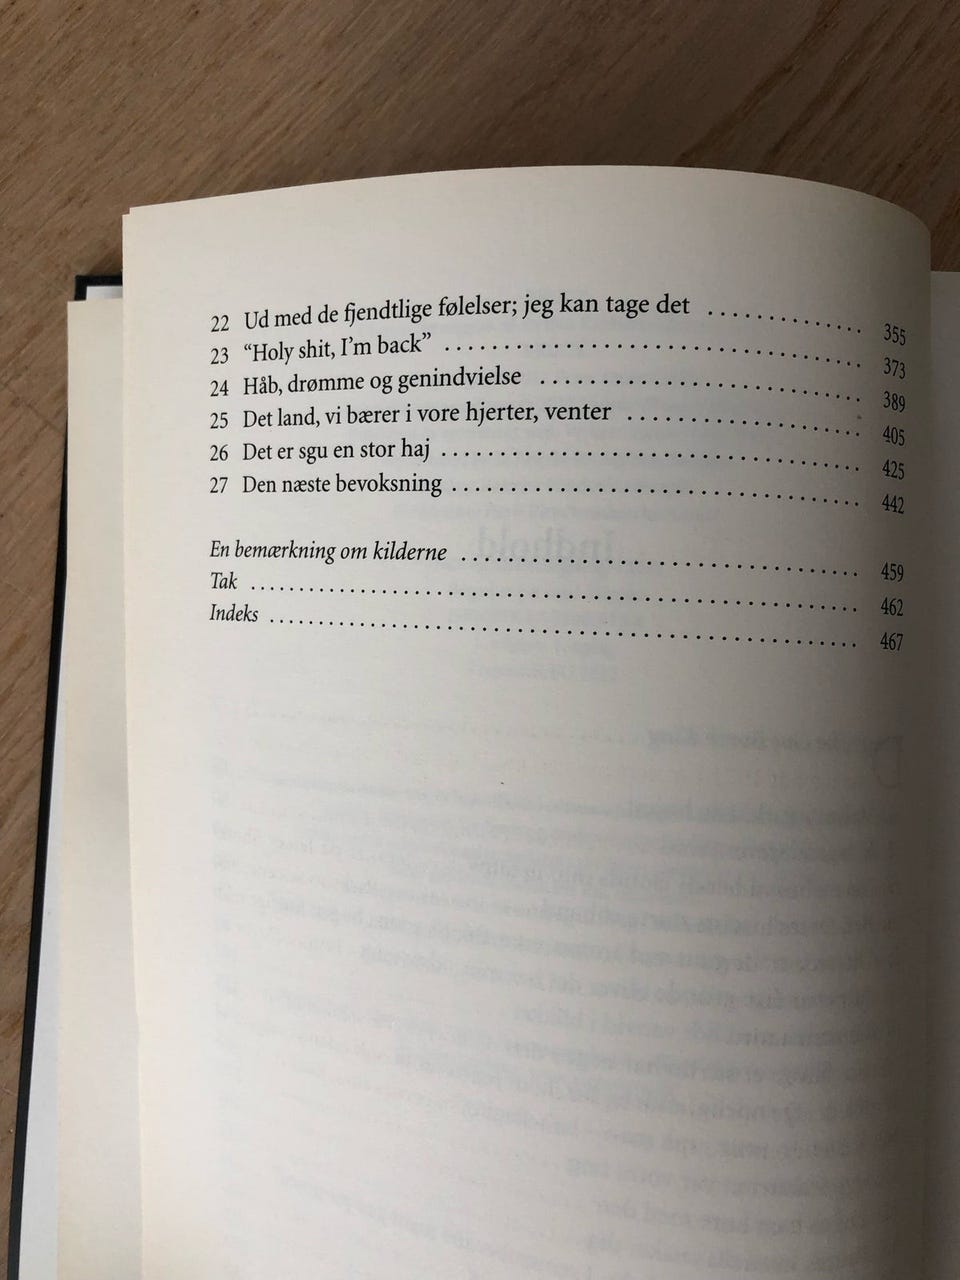 22 Ud med de fjendtlige følelser; jeg kan tage det .............. 355
23 “Holy shit, I’m back” .................................... 373
24 Håb, drømme og genindvielse ............................ 389
25 Det land, vi bærer i vore hjerter, venter .................... 405
26 Det er sgu en stor haj .................................... 425
27 Den næste bevoksning ................................... 442
En bemærkning om kilderne .................................. 459
Tak ...................................................... 462
Indeks .................................................... 467